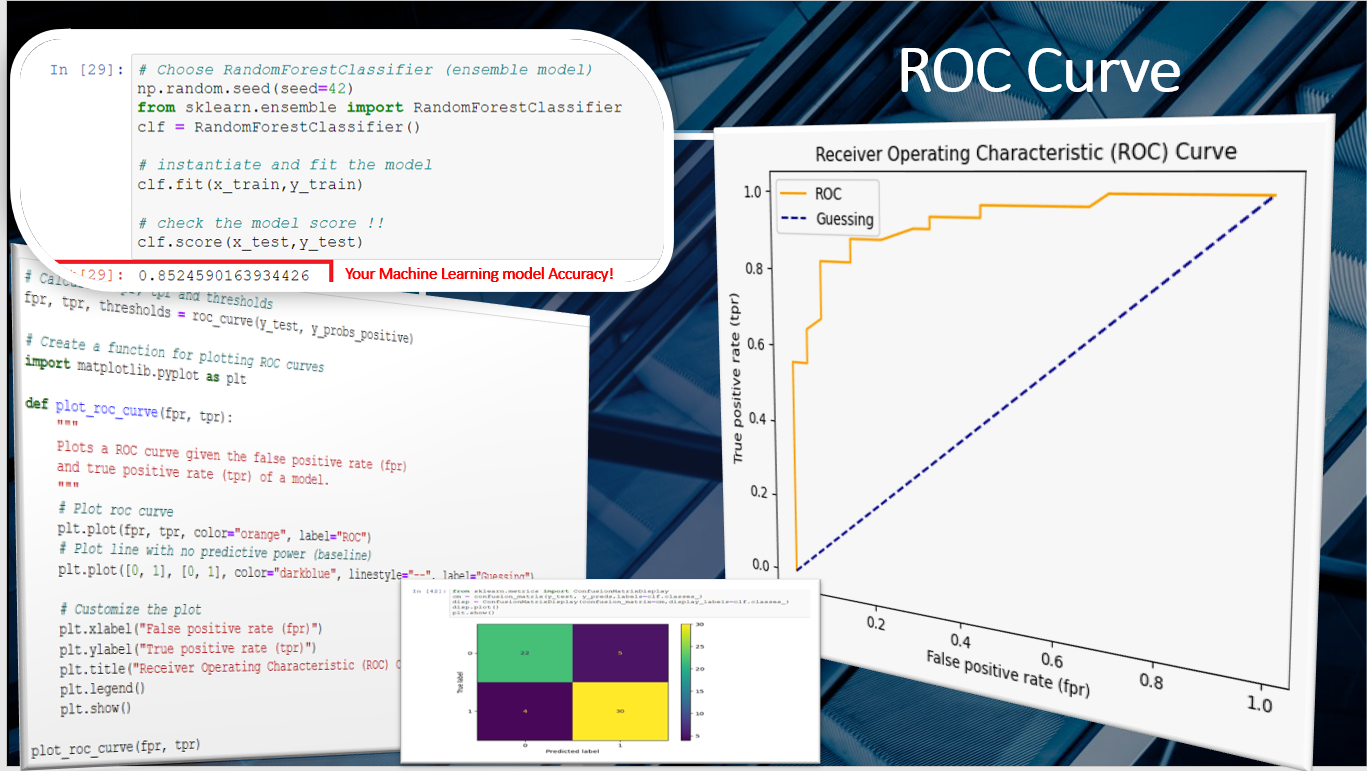 ROC Curve
In [29]: # Choose RandomForestClassifier (ensemble model)
np.random.seed(seed=42)
from sklearn.ensemble import RandomForestClassifier
clf = RandomForestClassifier()
# instantiate and fit the model
clf.fit(x_train,y_train)
# check the model score !!
clf.score(x_test,y_test)
[29]: 0.8524590163934426
Your Machine Learning model Accuracy!
tpr and thresholds
fpr, tpr, thresholds = roc_curve(y_test, y_probs_positive)
# Create a function for plotting ROC curves
import matplotlib.pyplot as plt
def plot_roc_curve(fpr, tpr):
"""
Plots a ROC curve given the false positive rate (fpr)
and true positive rate (tpr) of a model.
"""
# Plot roc curve
plt.plot(fpr, tpr, color="orange", label="ROC")
# Plot line with no predictive power (baseline)
plt.plot([0, 1], [0, 1], color="darkblue", linestyle="--", label="Guessing")
# Customize the plot
plt.xlabel("False positive rate (fpr)")
plt.ylabel("True positive rate (tpr)")
plt.title("Receiver Operating Characteristic (ROC) C
plt.legend()
plt.show()
plot_roc_curve(fpr, tpr)
In [42]: from sklearn.metrics import ConfusionMatrixDisplay
cm = confusion_matrix(y_test, y_preds,labels=clf.classes_)
disp = ConfusionMatrixDisplay(confusion_matrix=cm,display_labels=clf.classes_)
disp.plot()
plt.show()
True label
0
1
22
5
4
30
0
1
Predicted label
30
25
20
15
10
5
Receiver Operating Characteristic (ROC) Curve
ROC
Guessing
True positive rate (tpr)
1.0
0.8
0.6
0.4
0.2
0.0
0.2
0.4
0.6
0.8
1.0
False positive rate (fpr)